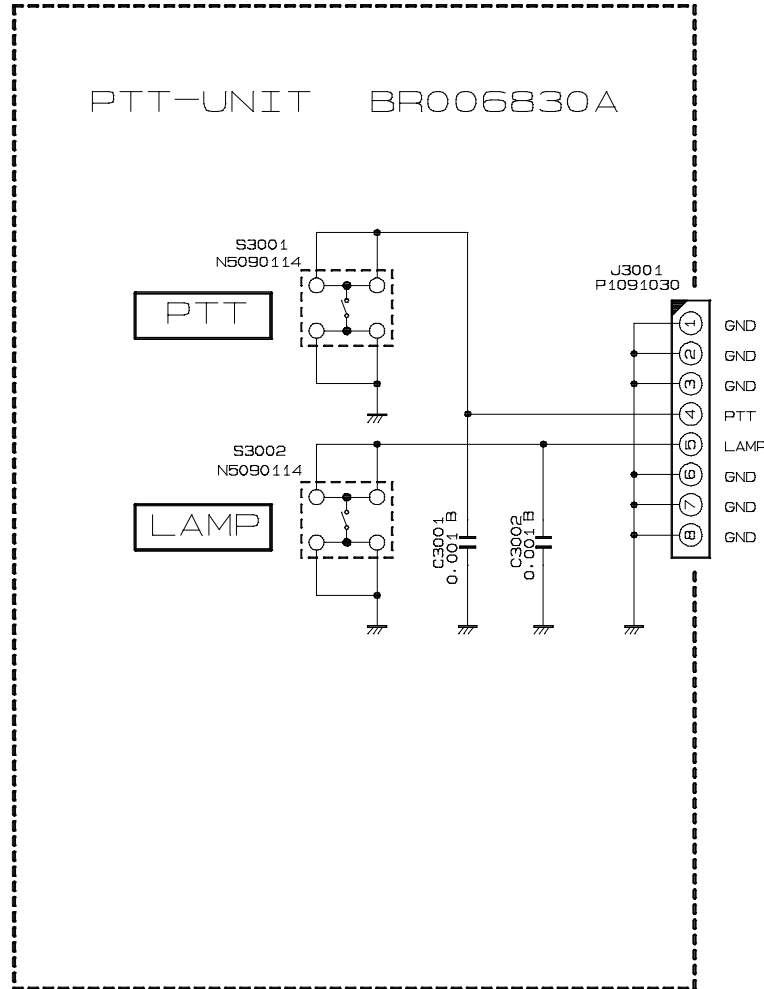 PTT-UNIT BR006830A
S3001
N5090114
PTT
J3001
P1091030
1 GND
2 GND
3 GND
4 PTT
5 LAMP
6 GND
7 GND
8 GND
S3002
N5090114
LAMP
C3001
0.001 B
C3002
0.001 B